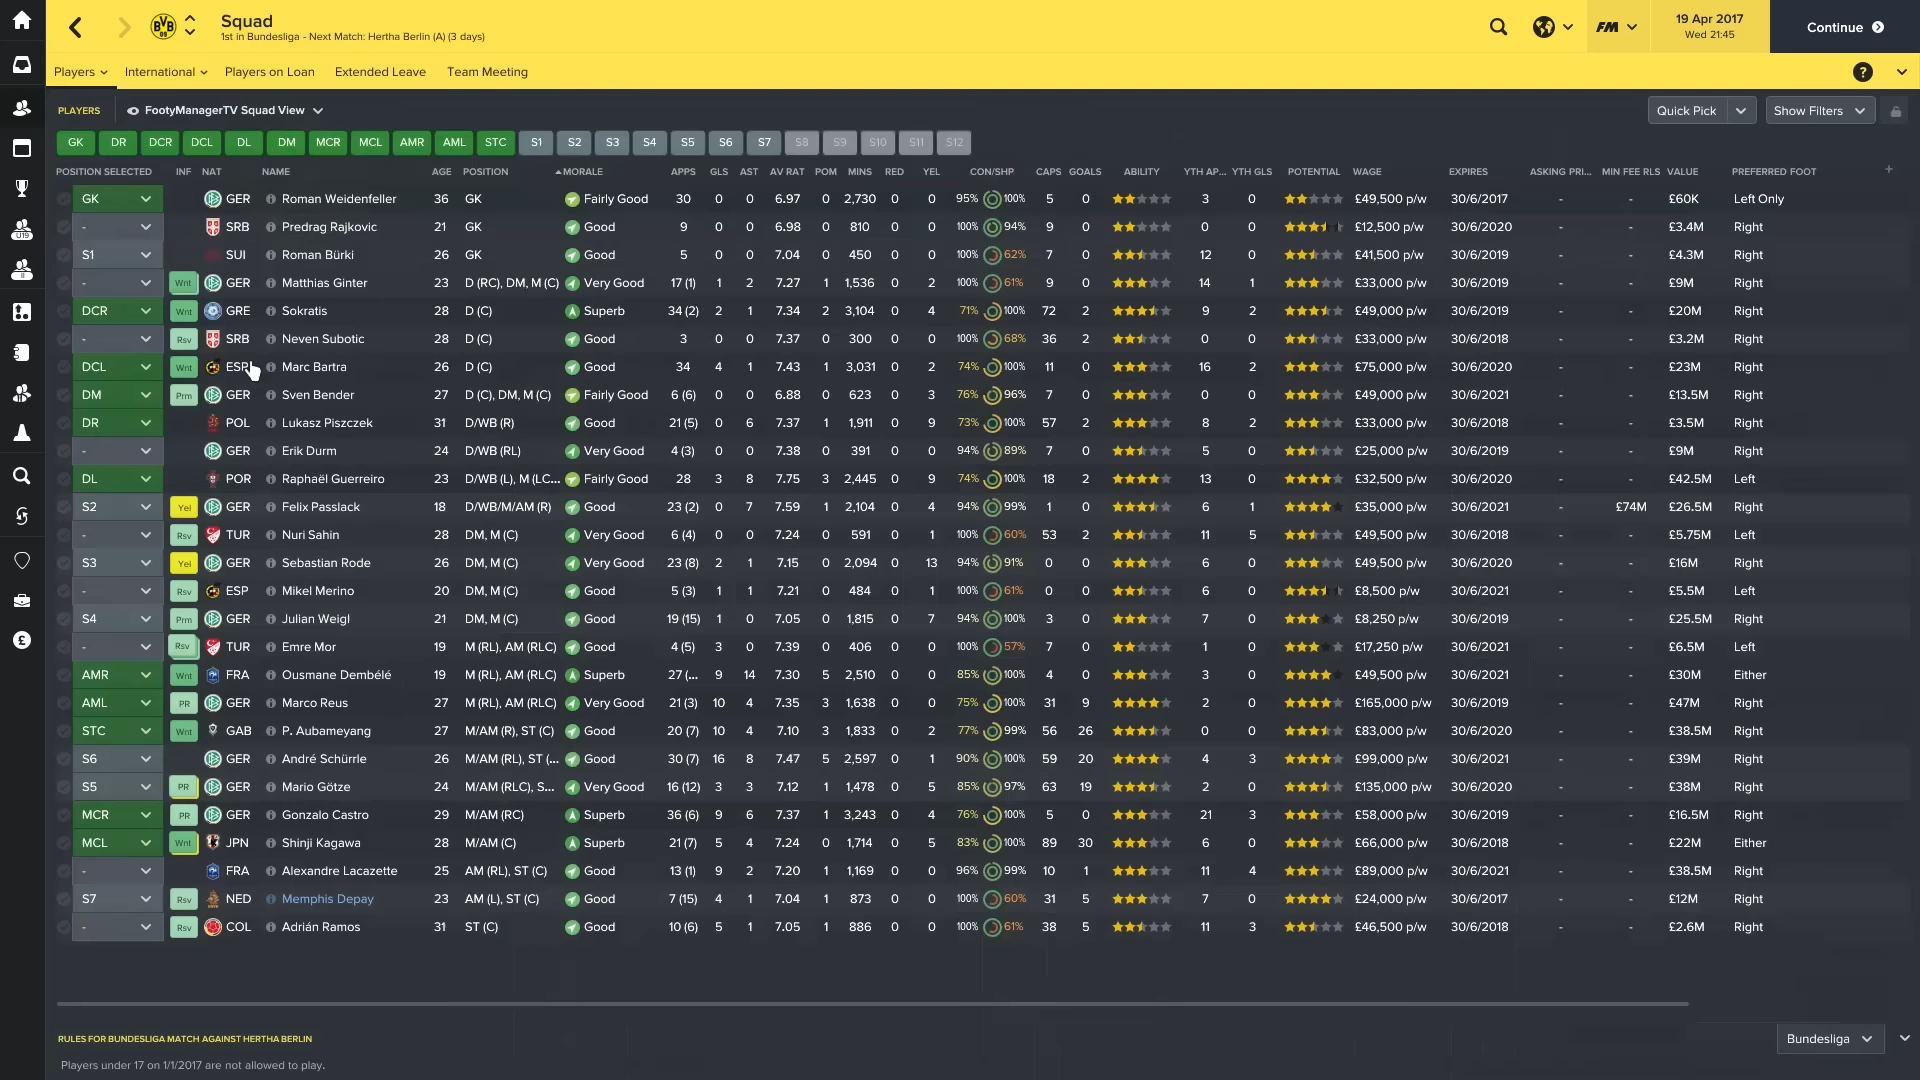 Squad
1st in Bundesliga - Next Match: Hertha Berlin (A) (3 days)
FM
19 Apr 2017
Wed 21:45
Continue
Players International Players on Loan Extended Leave Team Meeting
PLAYERS FootyManagerTV Squad View Quick Pick Show Filters
GK DR DCR DCL DL DM MCR MCL AMR AML STC S1 S2 S3 S4 S5 S6 S7 S8 S9 S10 S11 S12
POSITION SELECTED INF NAT NAME AGE POSITION MORALE APPS GLS AST AV RAT POM MINS RED YEL CON/SHP CAPS GOALS ABILITY YTH AP... YTH GLS POTENTIAL WAGE EXPIRES ASKING PRI... MIN FEE RLS VALUE PREFERRED FOOT
GK GER Roman Weidenfeller 36 GK Fairly Good 30 0 0 6.97 0 2,730 0 0 95% 100% 5 0 3 0 £49,500 p/w 30/6/2017 - - £60K Left Only
- SRB Predrag Rajkovic 21 GK Good 9 0 0 6.98 0 810 0 0 100% 94% 9 0 0 0 £12,500 p/w 30/6/2020 - - £3.4M Right
S1 SUI Roman Bürki 26 GK Good 5 0 0 7.04 0 450 0 0 100% 62% 7 0 12 0 £41,500 p/w 30/6/2019 - - £4.3M Right
- Wnt GER Matthias Ginter 23 D (RC), DM, M (C) Very Good 17 (1) 1 2 7.27 1 1,536 0 2 100% 61% 9 0 14 1 £33,000 p/w 30/6/2019 - - £9M Right
DCR Wnt GRE Sokratis 28 D (C) Superb 34 (2) 2 1 7.34 2 3,104 0 4 71% 100% 72 2 9 2 £49,000 p/w 30/6/2019 - - £20M Right
- Rsv SRB Neven Subotic 28 D (C) Good 3 0 0 7.37 0 300 0 0 100% 68% 36 2 0 0 £33,000 p/w 30/6/2018 - - £3.2M Right
DCL Wnt ESP Marc Bartra 26 D (C) Good 34 4 1 7.43 1 3,031 0 2 74% 100% 11 0 16 2 £75,000 p/w 30/6/2020 - - £23M Right
DM Prm GER Sven Bender 27 D (C), DM, M (C) Fairly Good 6 (6) 0 0 6.88 0 623 0 3 76% 96% 7 0 0 0 £49,000 p/w 30/6/2021 - - £13.5M Right
DR POL Lukasz Piszczek 31 D/WB (R) Good 21 (5) 0 6 7.37 1 1,911 0 9 73% 100% 57 2 8 2 £33,000 p/w 30/6/2018 - - £3.5M Right
- GER Erik Durm 24 D/WB (RL) Very Good 4 (3) 0 0 7.38 0 391 0 0 94% 89% 7 0 5 0 £25,000 p/w 30/6/2019 - - £9M Right
DL POR Raphaël Guerreiro 23 D/WB (L), M (LC... Fairly Good 28 3 8 7.75 3 2,445 0 9 74% 100% 18 2 13 0 £32,500 p/w 30/6/2020 - - £42.5M Left
S2 Yel GER Felix Passlack 18 D/WB/M/AM (R) Good 23 (2) 0 7 7.59 1 2,104 0 4 94% 99% 1 0 6 1 £35,000 p/w 30/6/2021 - £74M £26.5M Right
- Rsv TUR Nuri Sahin 28 DM, M (C) Very Good 6 (4) 0 0 7.24 0 591 0 1 100% 60% 53 2 11 5 £49,500 p/w 30/6/2018 - - £5.75M Left
S3 Yel GER Sebastian Rode 26 DM, M (C) Very Good 23 (8) 2 1 7.15 0 2,094 0 13 94% 91% 0 0 6 0 £49,500 p/w 30/6/2020 - - £16M Right
- Rsv ESP Mikel Merino 20 DM, M (C) Good 5 (3) 1 1 7.21 0 484 0 1 100% 61% 0 0 6 0 £8,500 p/w 30/6/2020 - - £5.5M Left
S4 Prm GER Julian Weigl 21 DM, M (C) Good 19 (15) 1 0 7.05 0 1,815 0 7 94% 100% 3 0 7 0 £8,250 p/w 30/6/2019 - - £25.5M Right
- Rsv TUR Emre Mor 19 M (RL), AM (RLC) Good 4 (5) 3 0 7.39 0 406 0 0 100% 57% 7 0 1 0 £17,250 p/w 30/6/2021 - - £6.5M Left
AMR Wnt FRA Ousmane Dembélé 19 M (RL), AM (RLC) Superb 27 (... 9 14 7.30 5 2,510 0 0 85% 100% 4 0 3 0 £49,500 p/w 30/6/2021 - - £30M Either
AML PR GER Marco Reus 27 M (RL), AM (RLC) Very Good 21 (3) 10 4 7.35 3 1,638 0 0 75% 100% 31 9 2 0 £165,000 p/w 30/6/2019 - - £47M Right
STC Wnt GAB P. Aubameyang 27 M/AM (R), ST (C) Good 20 (7) 10 4 7.10 3 1,833 0 2 77% 99% 56 26 0 0 £83,000 p/w 30/6/2020 - - £38.5M Right
S6 GER André Schürrle 26 M/AM (RL), ST (... Good 30 (7) 16 8 7.47 5 2,597 0 1 90% 100% 59 20 4 3 £99,000 p/w 30/6/2021 - - £39M Right
S5 PR GER Mario Götze 24 M/AM (RLC), S... Very Good 16 (12) 3 3 7.12 1 1,478 0 5 85% 97% 63 19 2 0 £135,000 p/w 30/6/2020 - - £38M Right
MCR PR GER Gonzalo Castro 29 M/AM (RC) Superb 36 (6) 9 6 7.37 1 3,243 0 4 76% 100% 5 0 21 3 £58,000 p/w 30/6/2019 - - £16.5M Right
MCL Wnt JPN Shinji Kagawa 28 M/AM (C) Superb 21 (7) 5 4 7.24 0 1,714 0 5 83% 100% 89 30 6 0 £66,000 p/w 30/6/2018 - - £22M Either
- FRA Alexandre Lacazette 25 AM (RL), ST (C) Good 13 (1) 9 2 7.20 1 1,169 0 0 96% 99% 10 1 11 4 £89,000 p/w 30/6/2021 - - £38.5M Right
S7 Rsv NED Memphis Depay 23 AM (L), ST (C) Good 7 (15) 4 1 7.04 1 873 0 0 100% 60% 31 5 7 0 £24,000 p/w 30/6/2017 - - £12M Right
- Rsv COL Adrián Ramos 31 ST (C) Good 10 (6) 5 1 7.05 1 886 0 0 100% 61% 38 5 11 3 £46,500 p/w 30/6/2018 - - £2.6M Right
RULES FOR BUNDESLIGA MATCH AGAINST HERTHA BERLIN Bundesliga
Players under 17 on 1/1/2017 are not allowed to play.